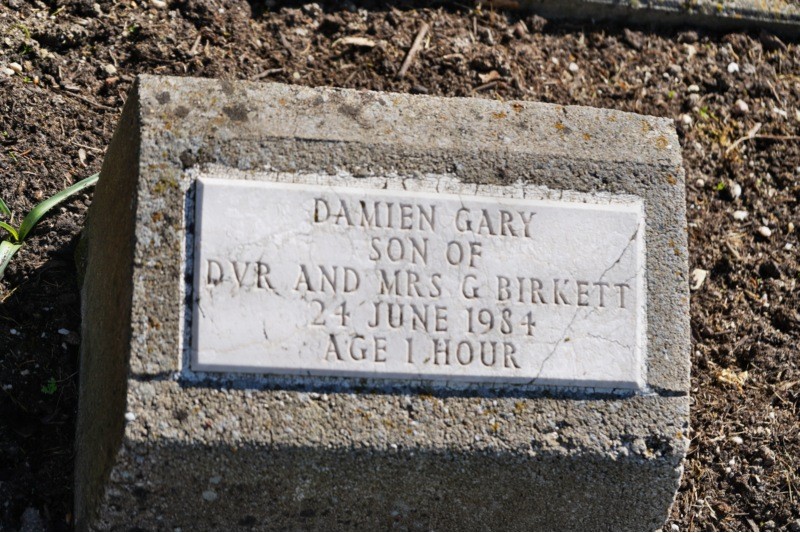 DAMIEN GARY
SON OF
DVR AND MRS G BIRKETT
24 JUNE 1984
AGE 1 HOUR